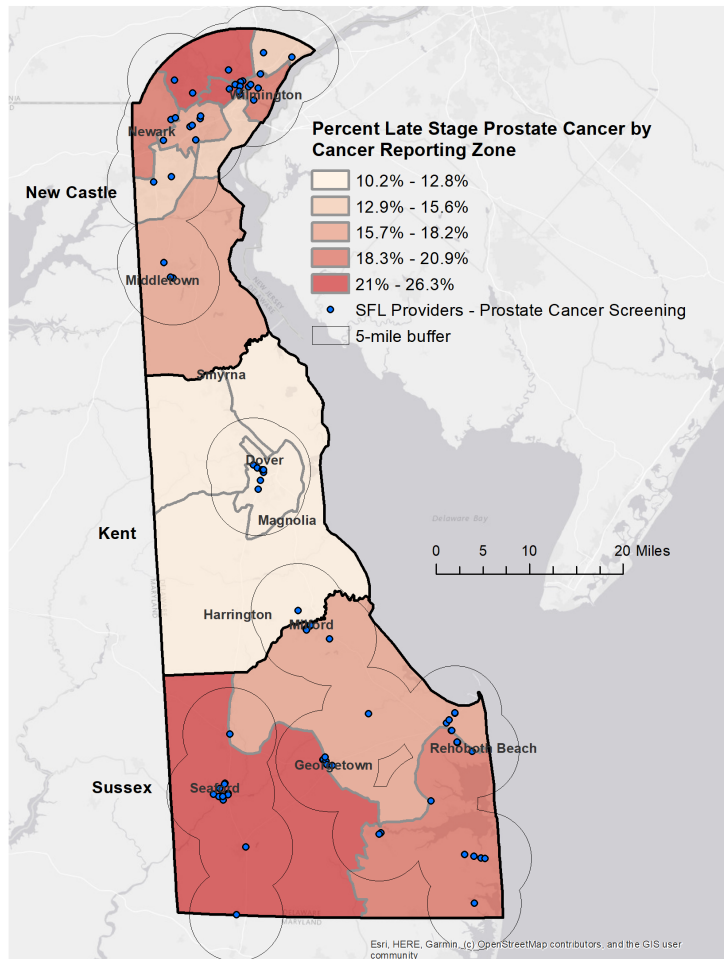 Wilmington
Newark
Percent Late Stage Prostate Cancer by
Cancer Reporting Zone
10.2% - 12.8%
12.9% - 15.6%
15.7% - 18.2%
18.3% - 20.9%
21% - 26.3%
SFL Providers - Prostate Cancer Screening
5-mile buffer
New Castle
Middletown
Smyrna
Dover
Magnolia
Kent
Delaware Bay
0 5 10 20 Miles
Harrington
Milford
Rehoboth Beach
Georgetown
Sussex
Seaford
MARYLAND
Esri, HERE, Garmin, (c) OpenStreetMap contributors, and the GIS user
community